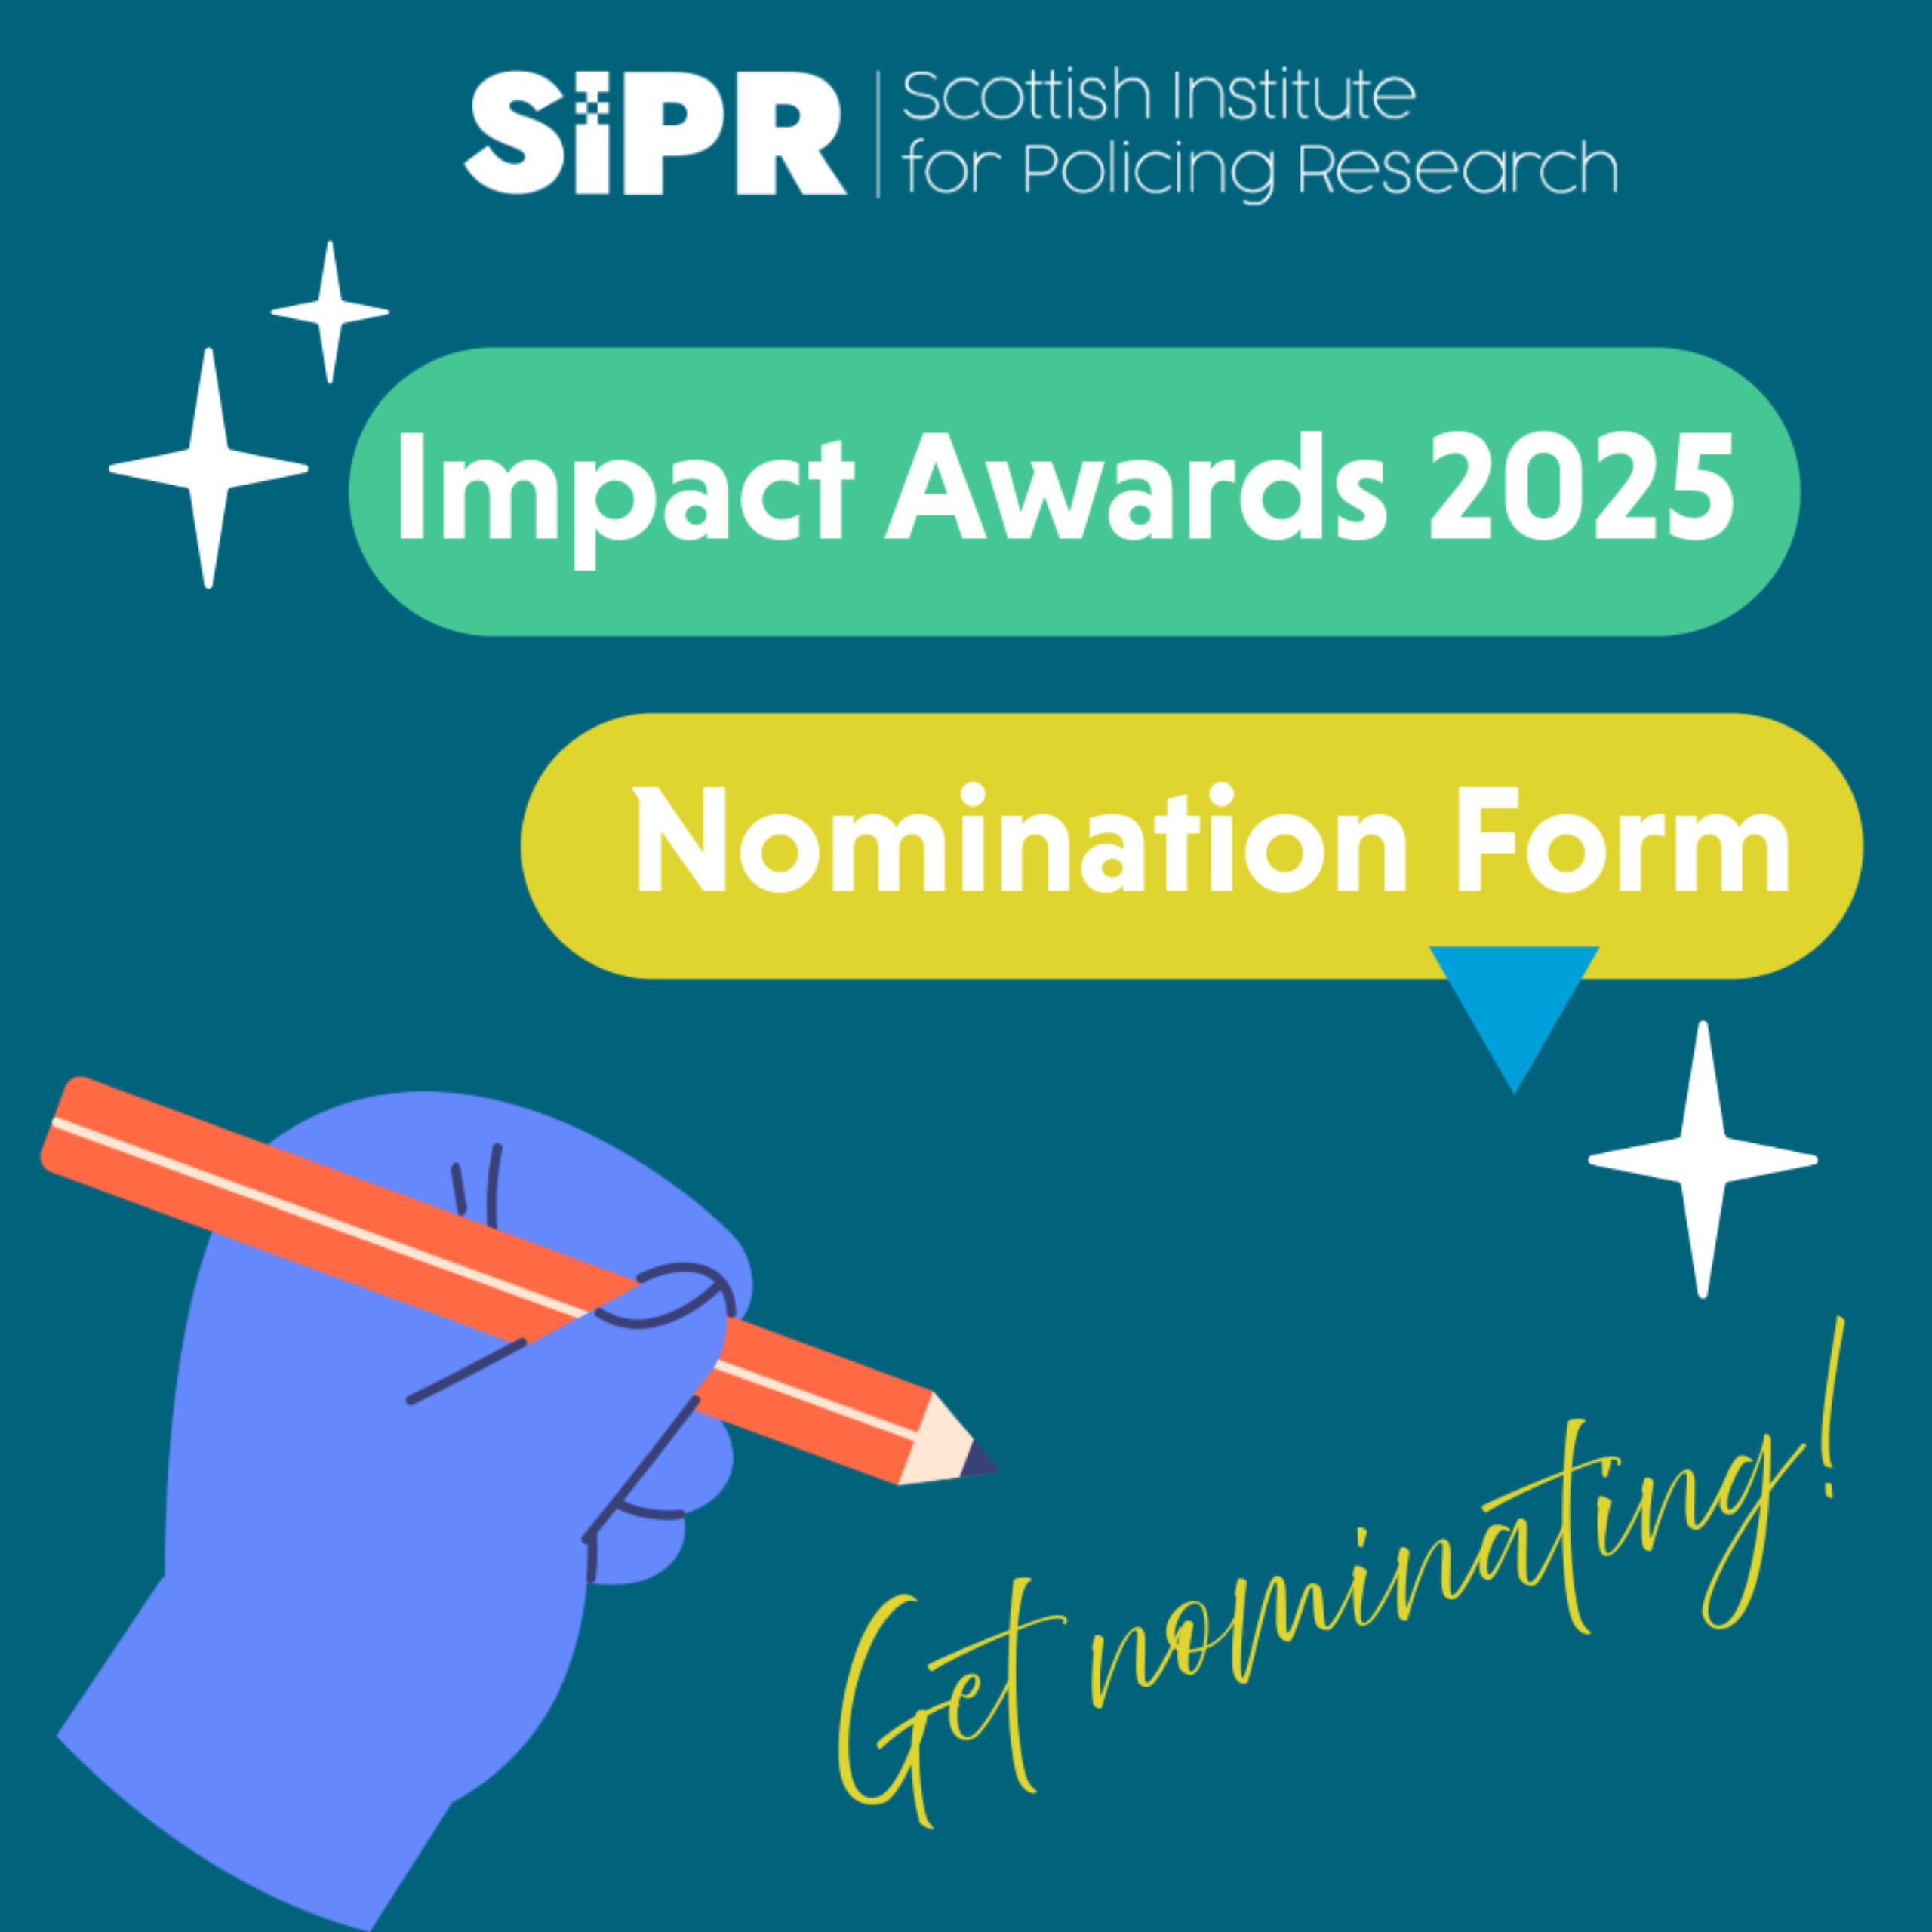 SiPR
Scottish Institute
for Policing Research
Impact Awards 2025
Nomination Form
Get nominating!